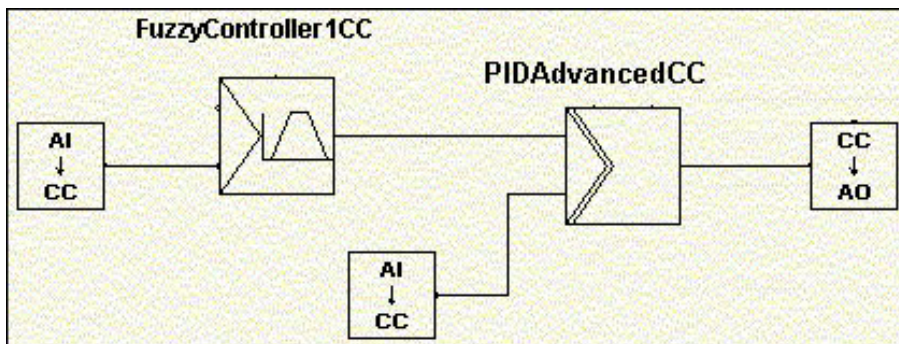 FuzzyController1CC
PIDAdvancedCC
AI
↓
CC
CC
↓
AO
AI
↓
CC